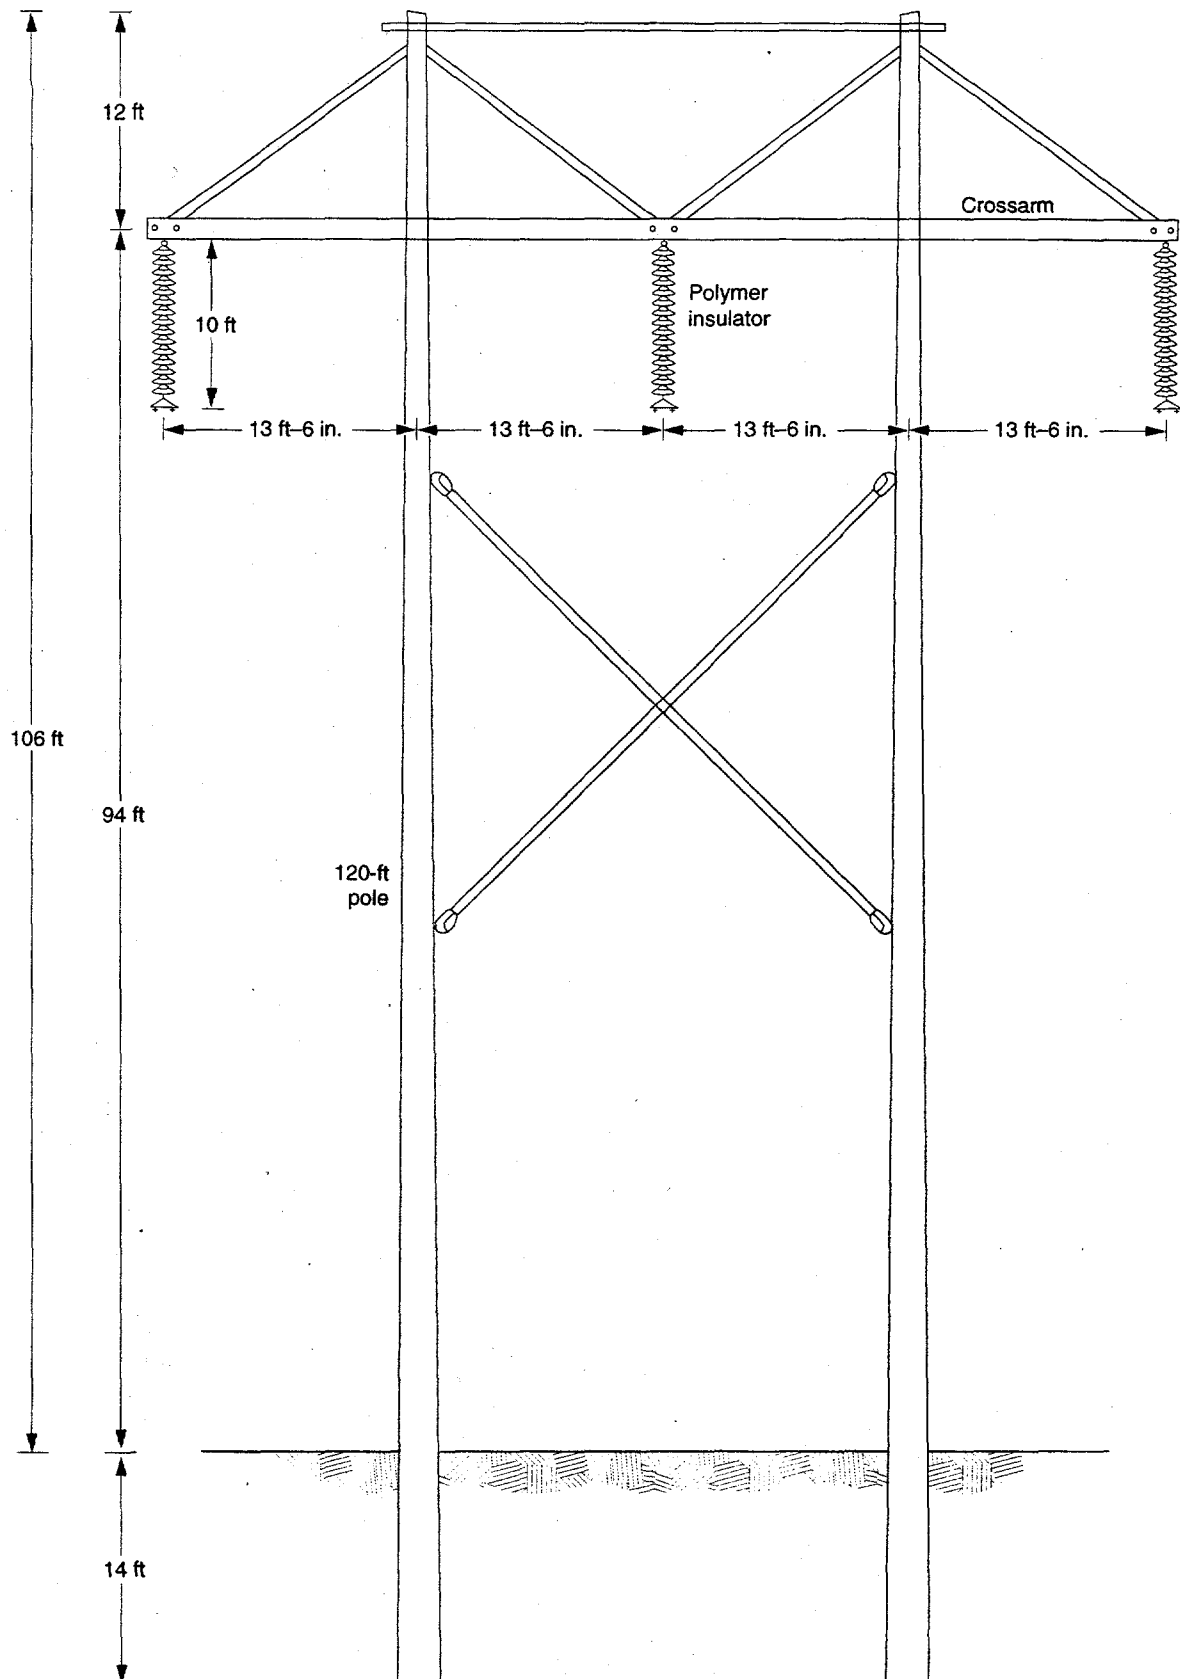 12 ft
Crossarm
Polymer
insulator
10 ft
13 ft–6 in.
13 ft–6 in.
13 ft–6 in.
13 ft–6 in.
106 ft
94 ft
120-ft
pole
14 ft